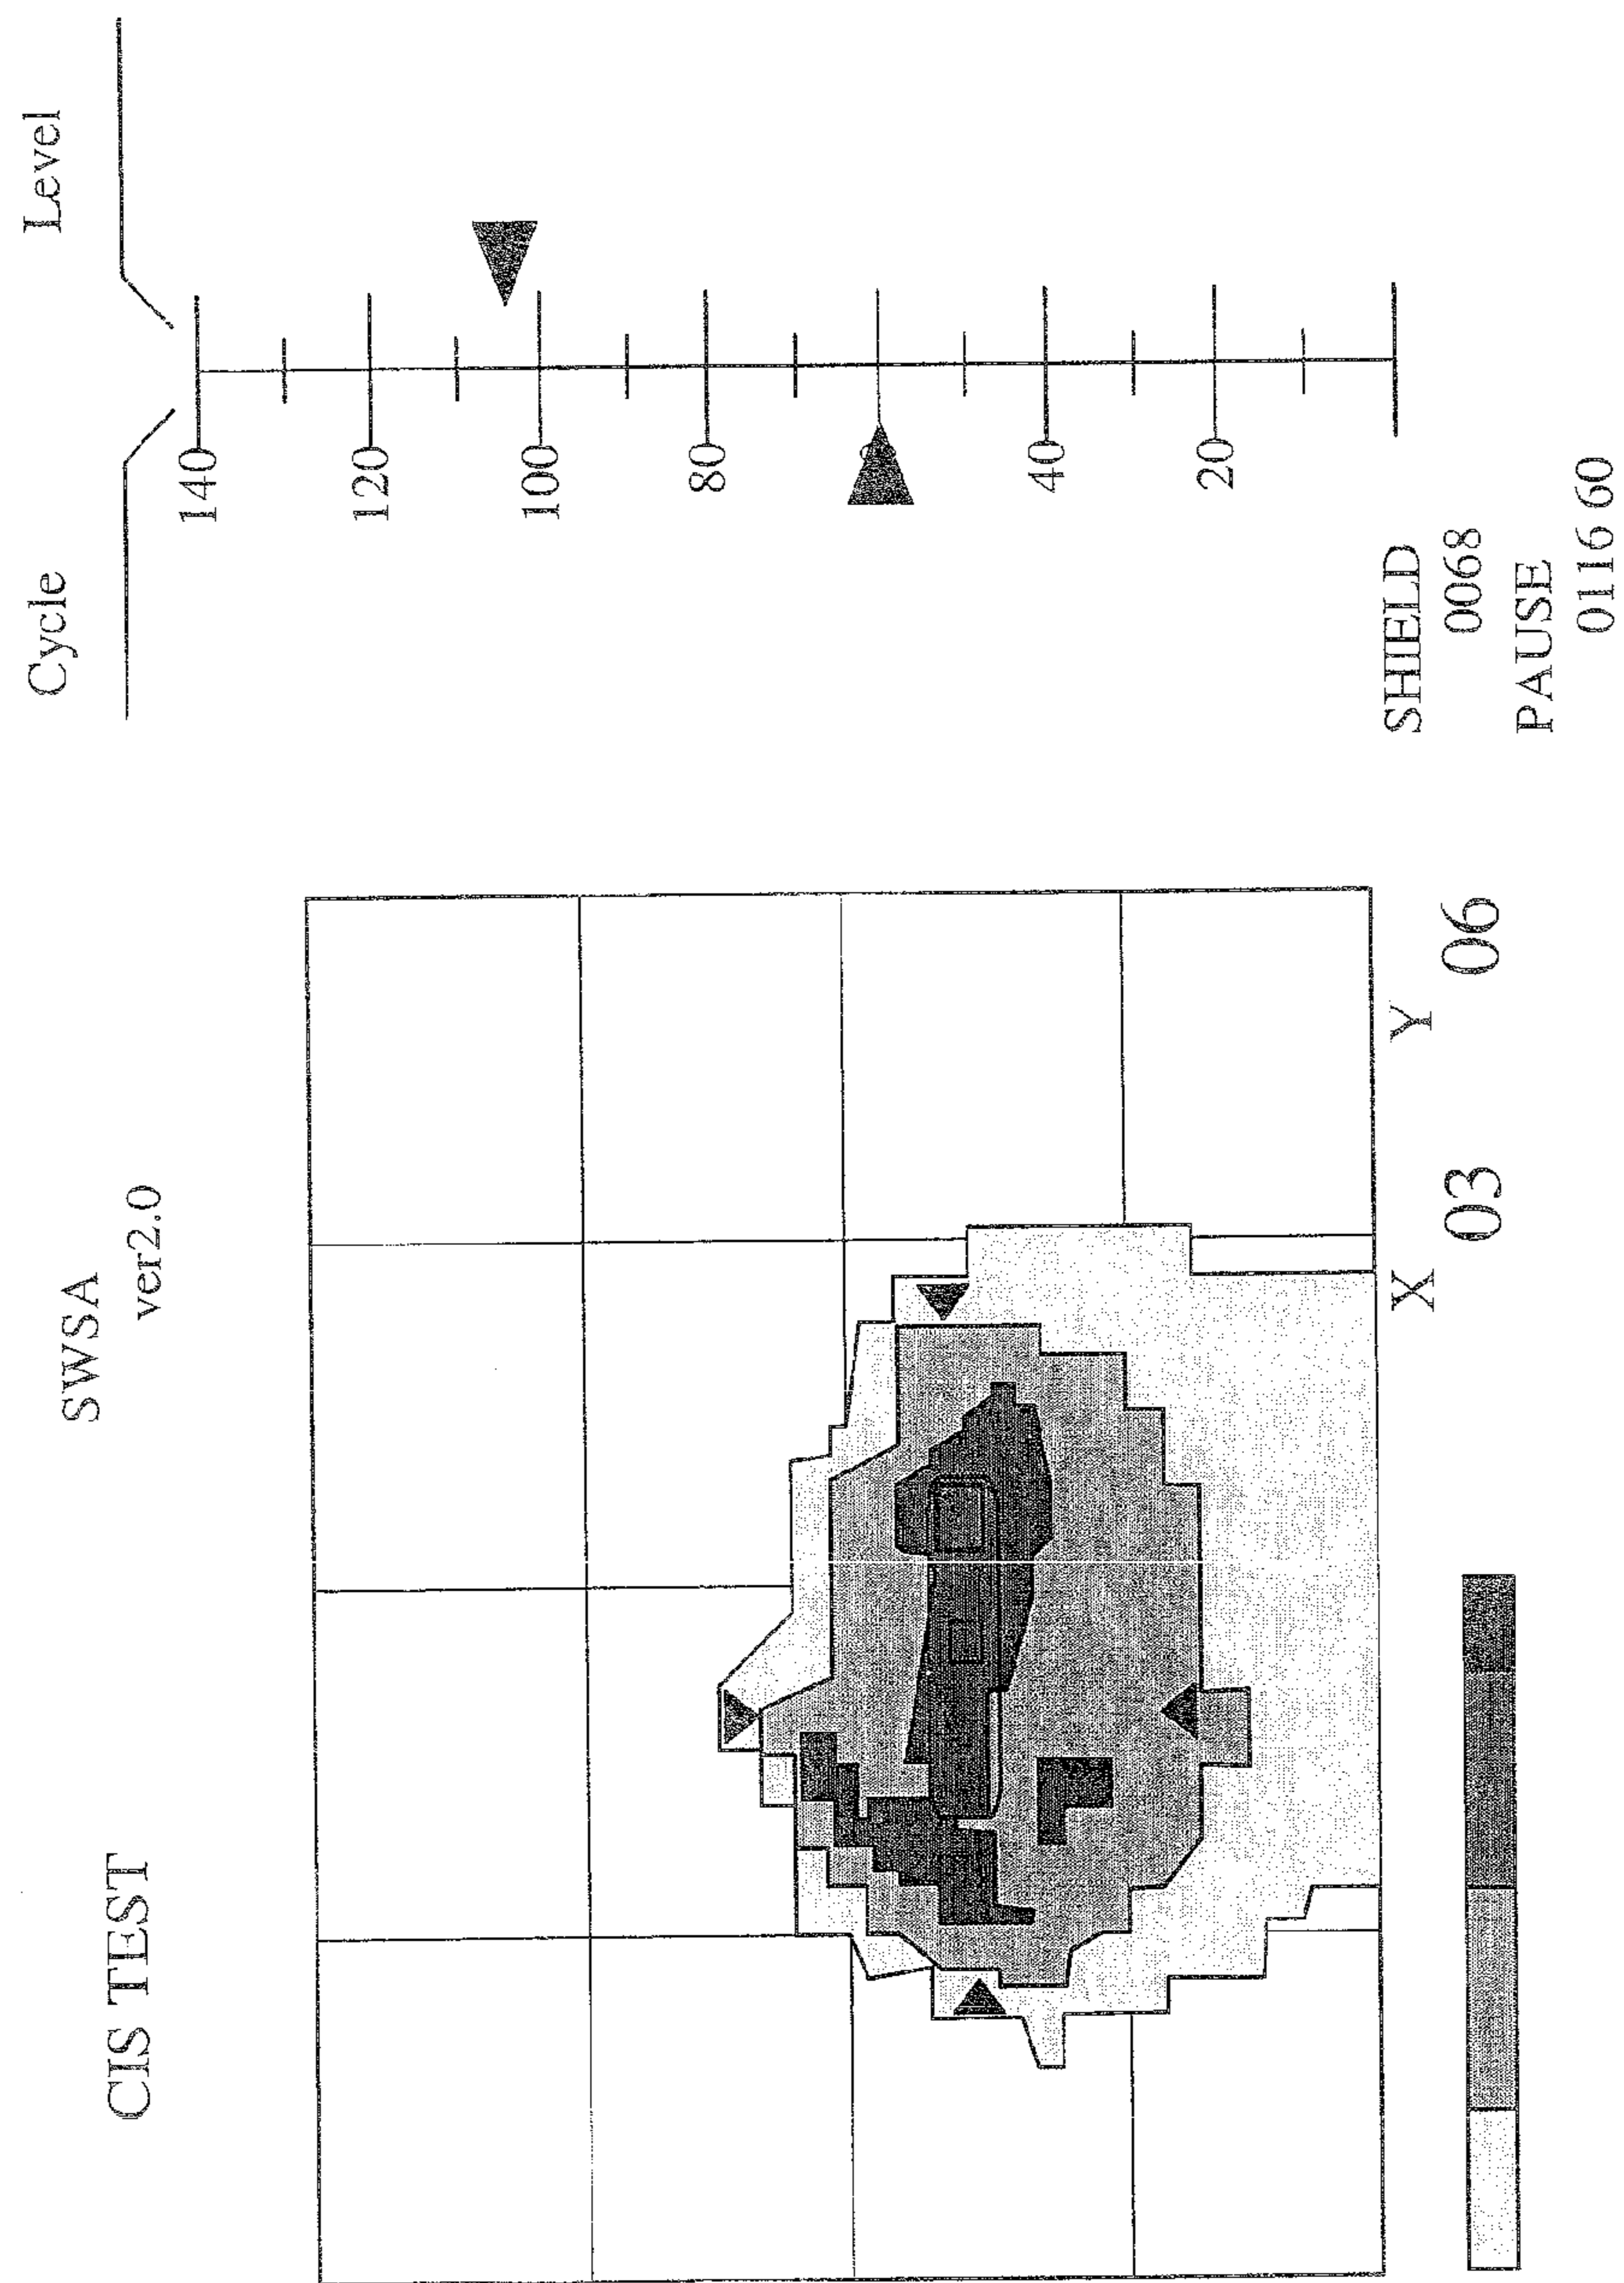 CIS TEST
SWSA
ver2.0
Cycle
Level
140
120
100
80
40
20
SHIELD
0068
PAUSE
0116 60
X Y
03 06